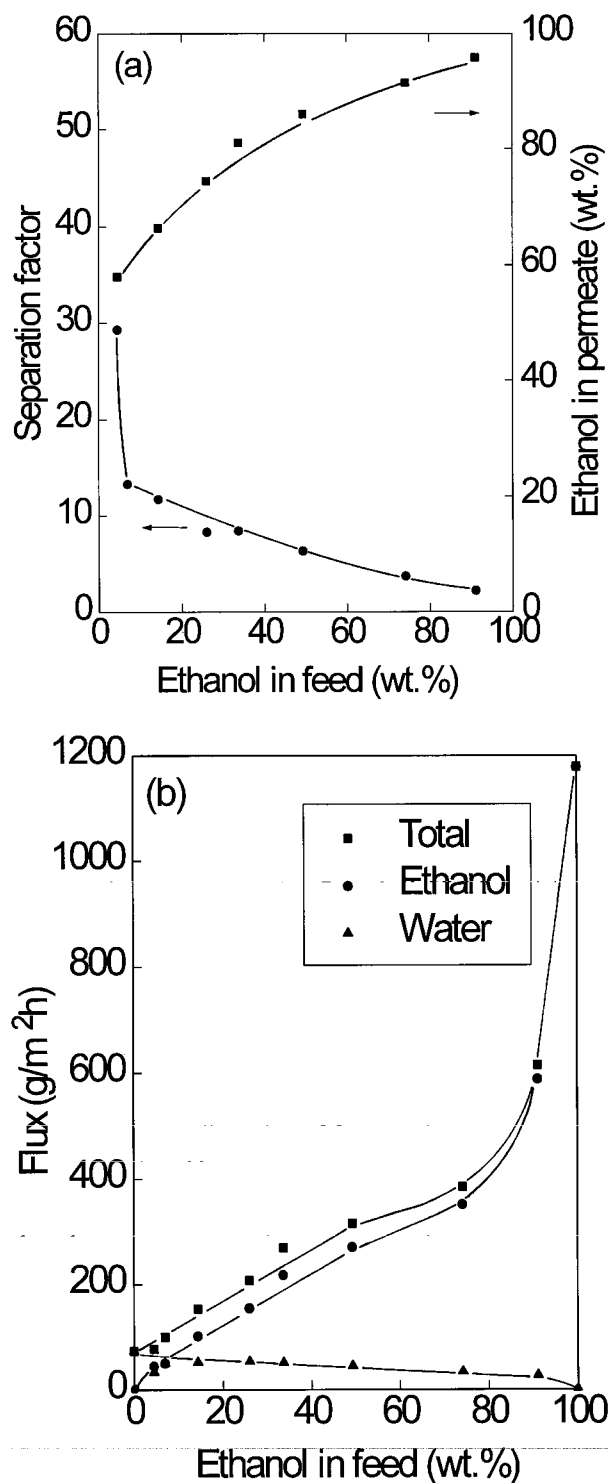 (a)
60
50
40
30
20
10
0
Separation factor
100
80
60
40
20
0
Ethanol in permeate (wt.%)
0 20 40 60 80 100
Ethanol in feed (wt.%)
(b)
1200
1000
800
600
400
200
0
Flux (g/m²h)
Total
Ethanol
Water
0 20 40 60 80 100
Ethanol in feed (wt.%)